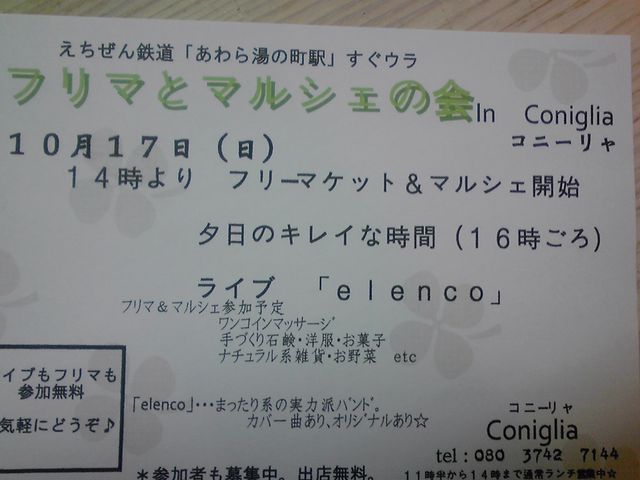 えちぜん鉄道「あわら湯の町駅」すぐウラ
フリマとマルシェの会In Coniglia
コニーリャ
１０月１７日（日）
１４時より フリーマケット＆マルシェ開始
夕日のキレイな時間（１６時ごろ）
ライブ 「ｅｌｅｎｃｏ」
フリマ＆マルシェ参加予定
ワンコインマッサージ
手づくり石鹸・洋服・お菓子
ナチュラル系雑貨・お野菜 etc
イブもフリマも
参加無料
気軽にどうぞ♪
「elenco」・・・まったり系の実力派バンド。
カバー曲あり、オリジナルあり☆
コニーリャ
Coniglia
tel：080 3742 7144
＊参加者も募集中。出店無料。
１１時半から１４時まで通常ランチ営業中☆